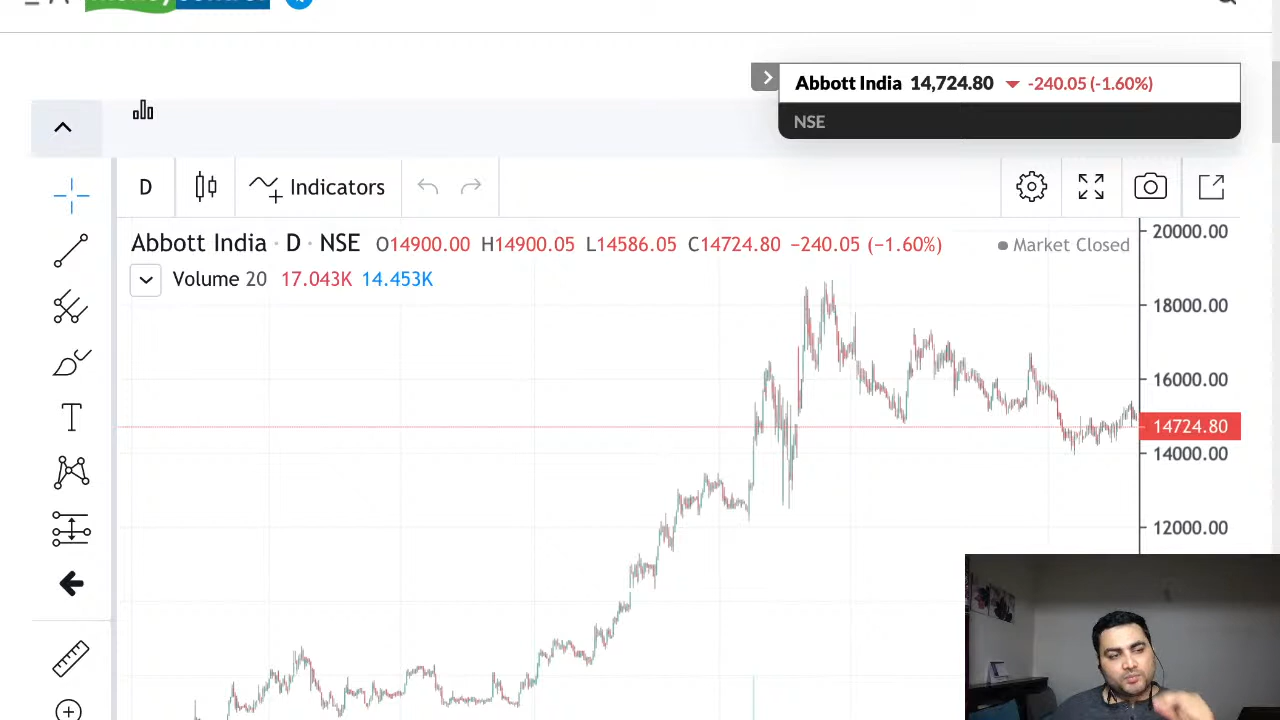 moneycontrol
Abbott India 14,724.80 -240.05 (-1.60%)
NSE
D
Indicators
Abbott India · D · NSE O14900.00 H14900.05 L14586.05 C14724.80 −240.05 (−1.60%)
Market Closed
Volume 20 17.043K 14.453K
20000.00
18000.00
16000.00
14724.80
14000.00
12000.00
T